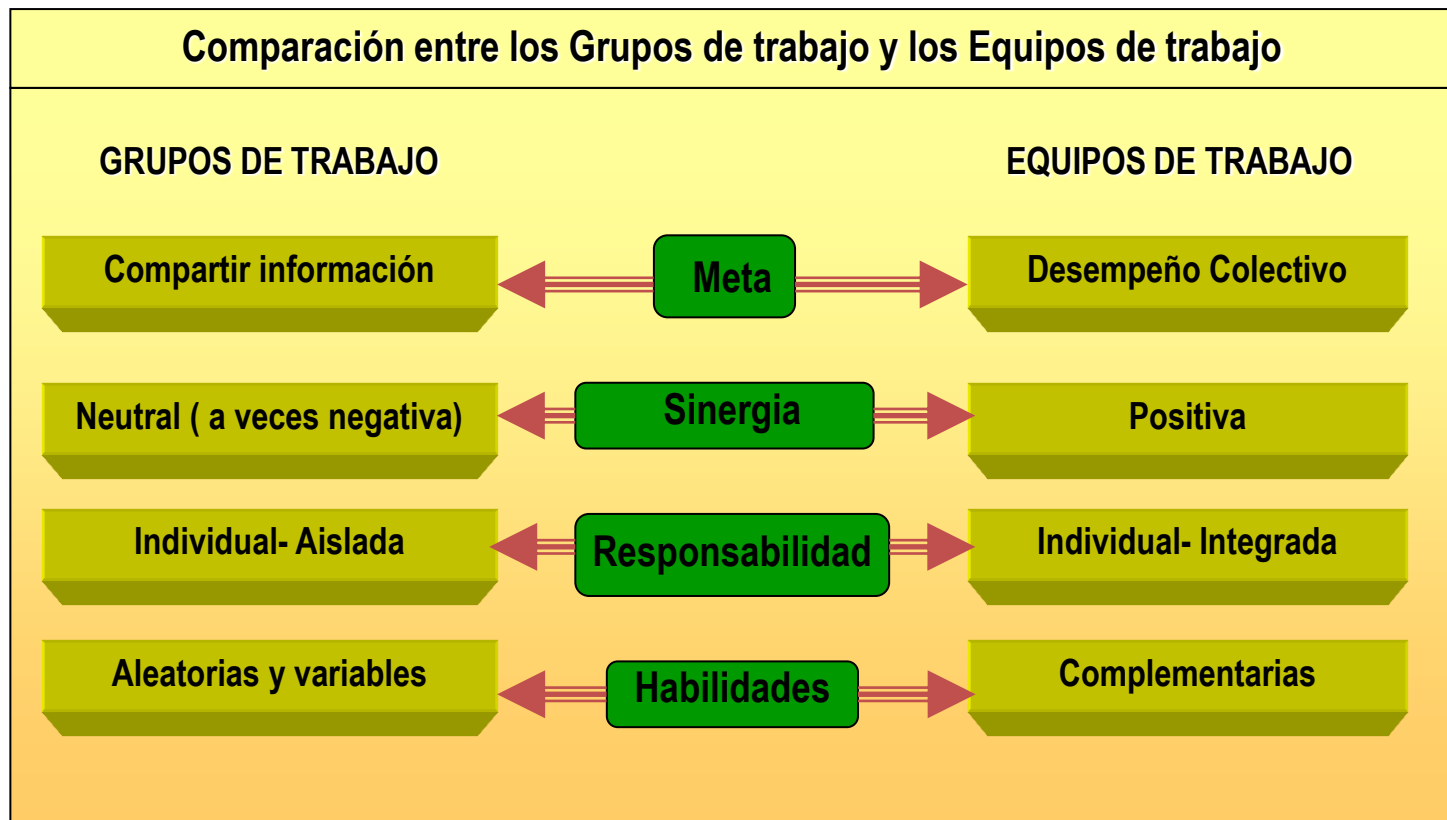 Comparación entre los Grupos de trabajo y los Equipos de trabajo
GRUPOS DE TRABAJO
EQUIPOS DE TRABAJO
Compartir información
Meta
Desempeño Colectivo
Neutral ( a veces negativa)
Sinergia
Positiva
Individual- Aislada
Responsabilidad
Individual- Integrada
Aleatorias y variables
Habilidades
Complementarias